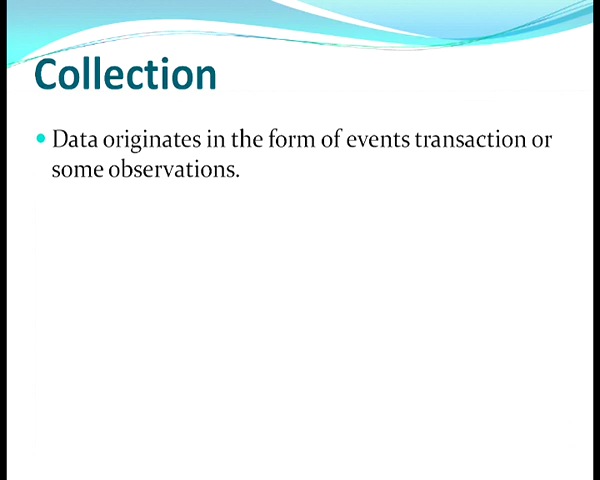 Collection
Data originates in the form of events transaction or
some observations.